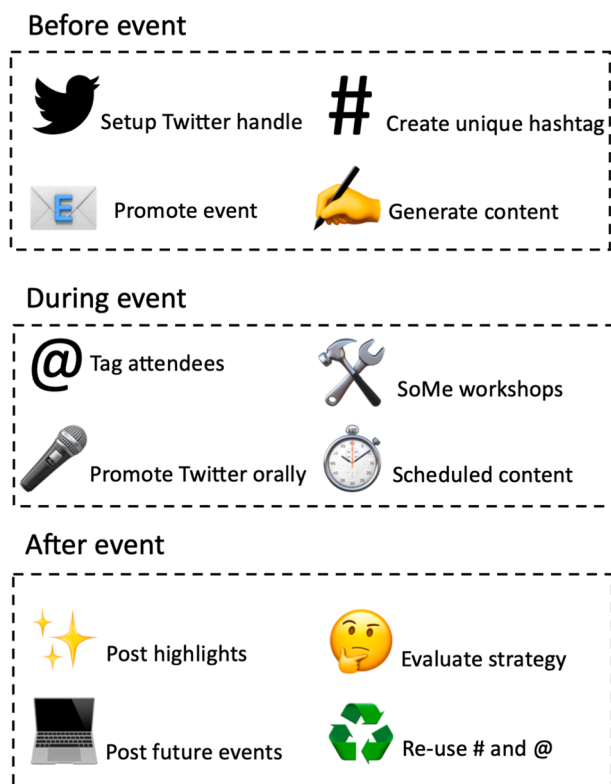 Before event
Setup Twitter handle
# Create unique hashtag
E Promote event
Generate content
During event
@ Tag attendees
SoMe workshops
Promote Twitter orally
Scheduled content
After event
Post highlights
Evaluate strategy
Post future events
Re-use # and @